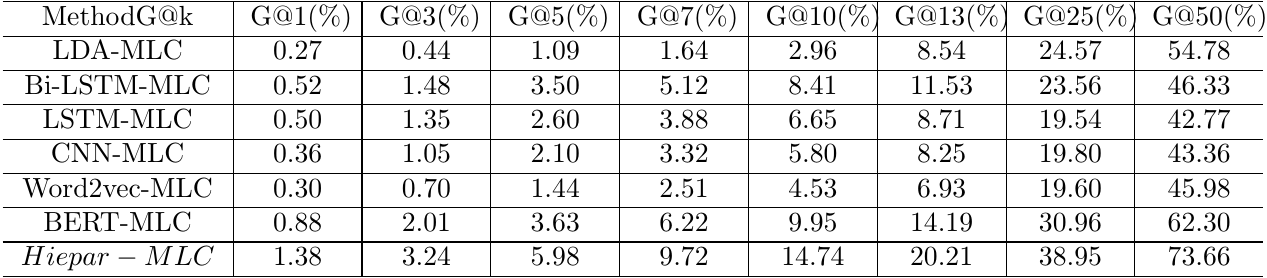 MethodG@k G@1(%) G@3(%) G@5(%) G@7(%) G@10(%) G@13(%) G@25(%) G@50(%)
LDA-MLC 0.27 0.44 1.09 1.64 2.96 8.54 24.57 54.78
Bi-LSTM-MLC 0.52 1.48 3.50 5.12 8.41 11.53 23.56 46.33
LSTM-MLC 0.50 1.35 2.60 3.88 6.65 8.71 19.54 42.77
CNN-MLC 0.36 1.05 2.10 3.32 5.80 8.25 19.80 43.36
Word2vec-MLC 0.30 0.70 1.44 2.51 4.53 6.93 19.60 45.98
BERT-MLC 0.88 2.01 3.63 6.22 9.95 14.19 30.96 62.30
Hiepar − MLC 1.38 3.24 5.98 9.72 14.74 20.21 38.95 73.66